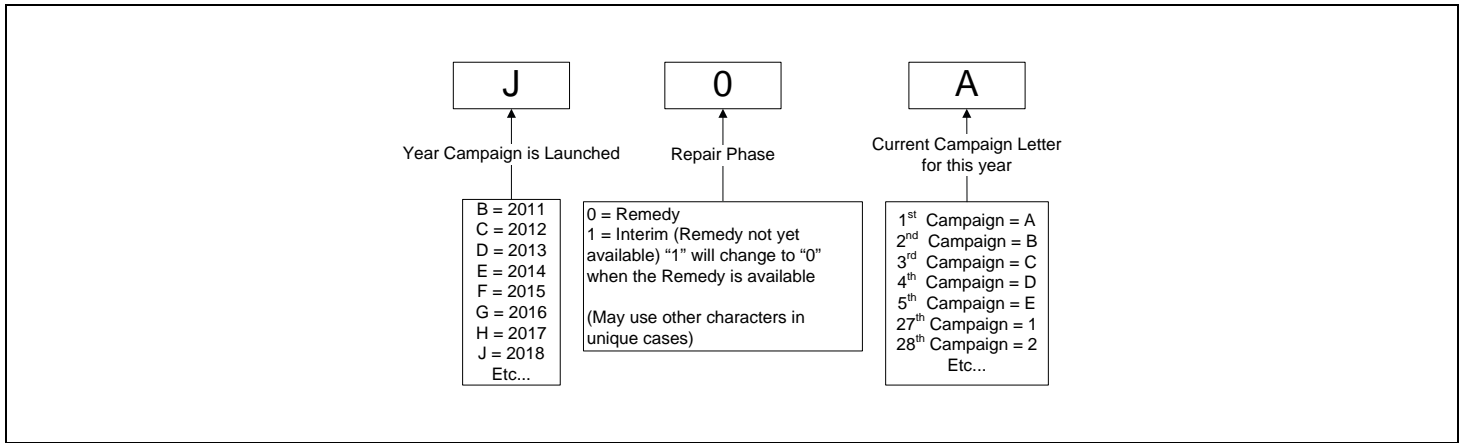 J
0
A
Year Campaign is Launched
Repair Phase
Current Campaign Letter
for this year
B = 2011
C = 2012
D = 2013
E = 2014
F = 2015
G = 2016
H = 2017
J = 2018
Etc...
0 = Remedy
1 = Interim (Remedy not yet
available) “1” will change to “0”
when the Remedy is available
(May use other characters in
unique cases)
1st Campaign = A
2nd Campaign = B
3rd Campaign = C
4th Campaign = D
5th Campaign = E
27th Campaign = 1
28th Campaign = 2
Etc...